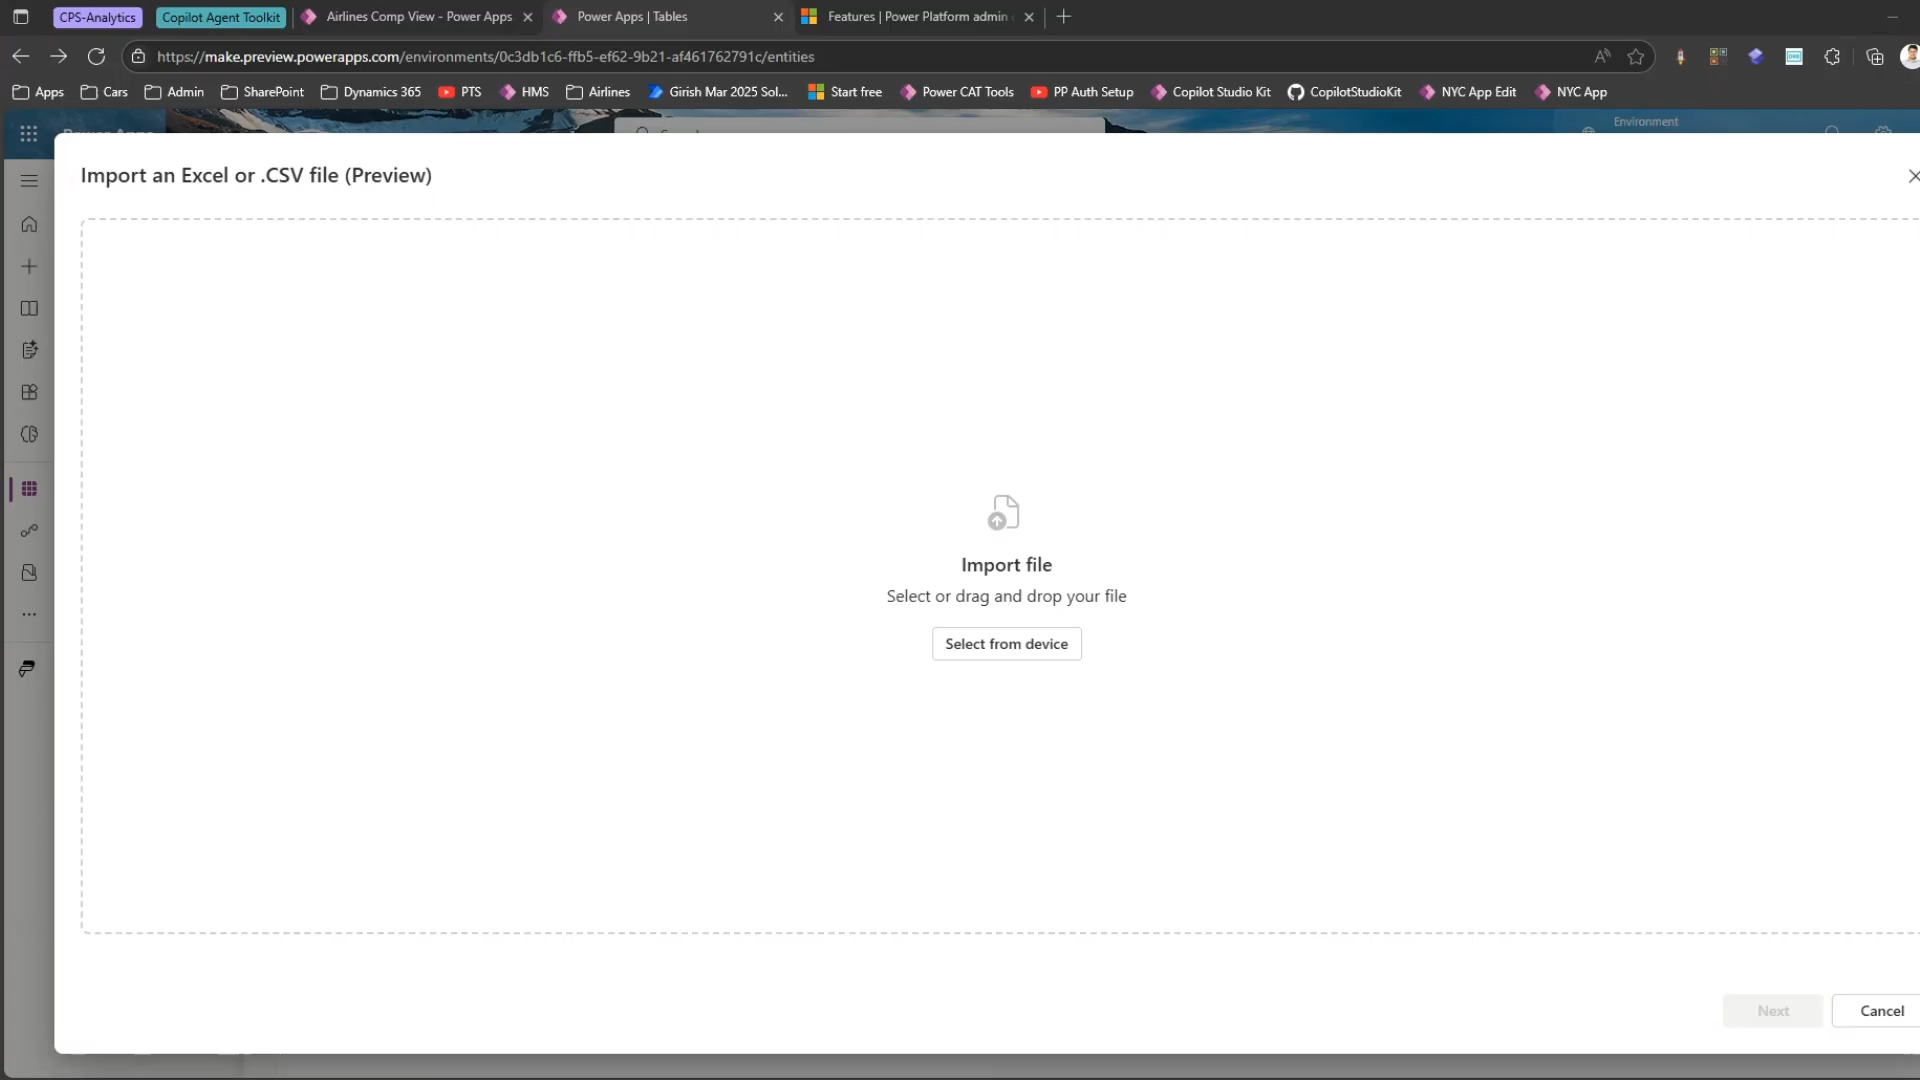 CPS-Analytics
Copilot Agent Toolkit
Airlines Comp View - Power Apps
Power Apps | Tables
Features | Power Platform admin
https://make.preview.powerapps.com/environments/0c3db1c6-ffb5-ef62-9b21-af461762791c/entities
Apps
Cars
Admin
SharePoint
Dynamics 365
PTS
HMS
Airlines
Girish Mar 2025 Sol...
Start free
Power CAT Tools
PP Auth Setup
Copilot Studio Kit
CopilotStudioKit
NYC App Edit
NYC App
Environment
Import an Excel or .CSV file (Preview)
Import file
Select or drag and drop your file
Select from device
Next
Cancel